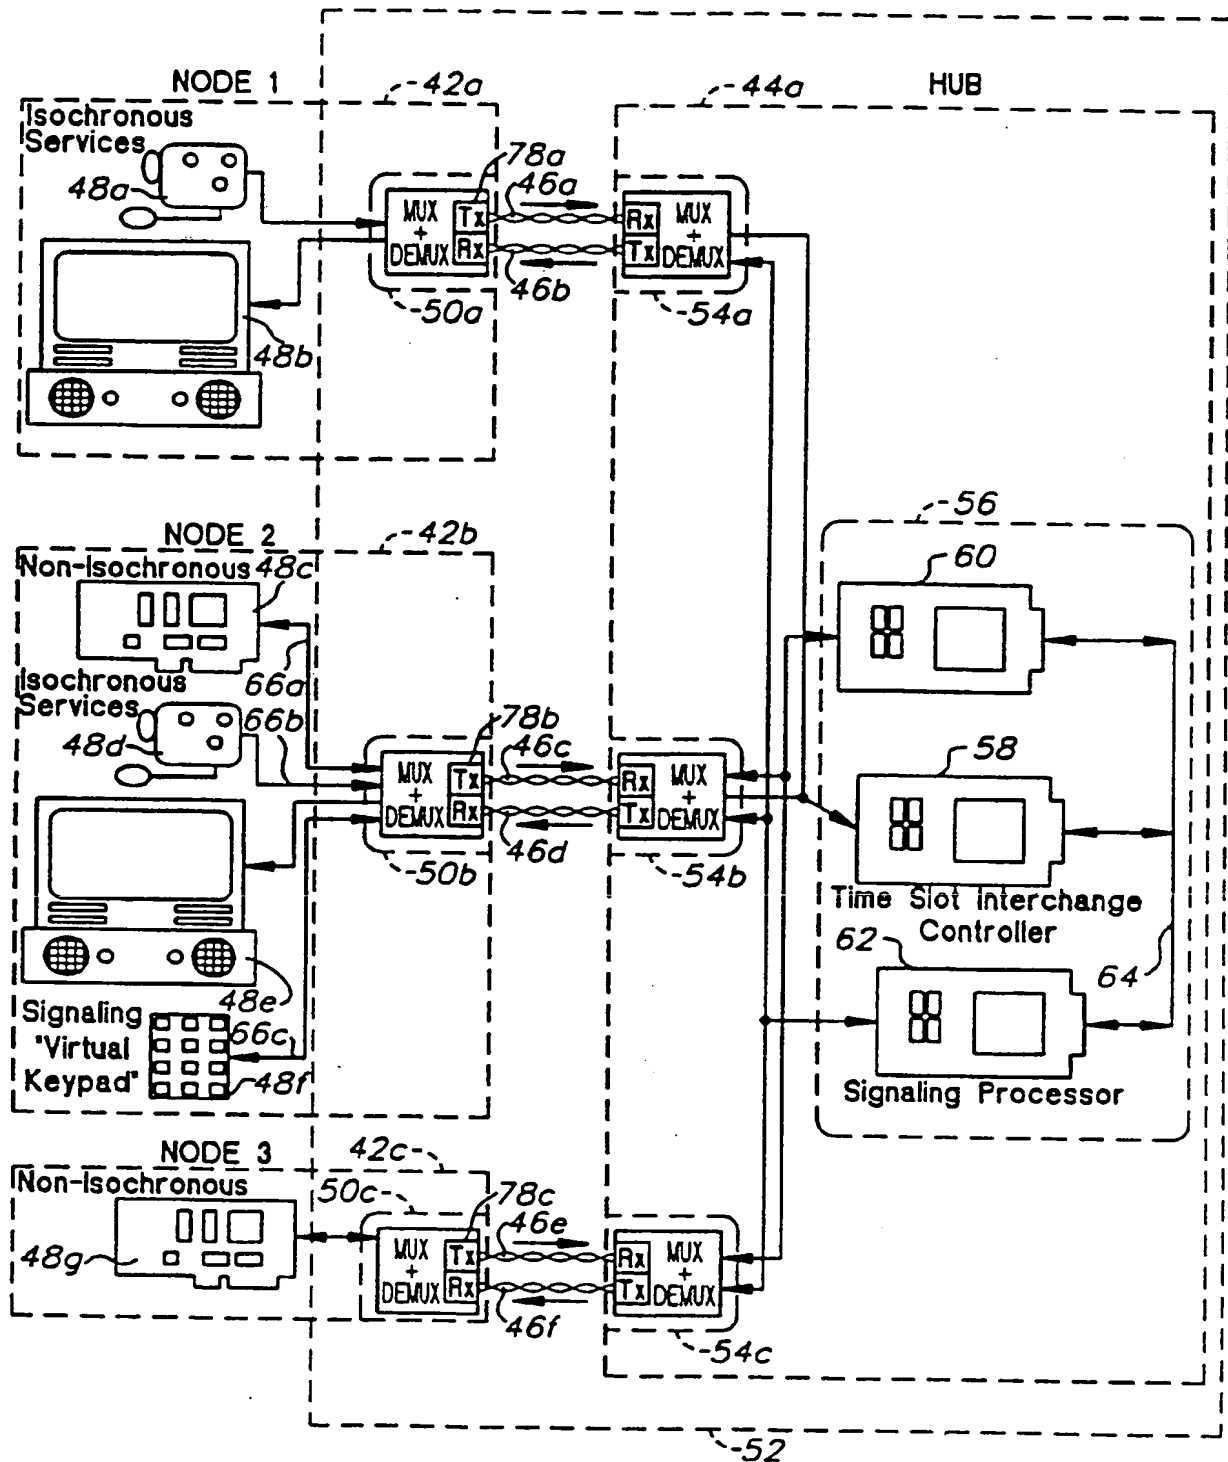 NODE 1
42a
44a
HUB
Isochronous
Services
48a
78a
46a
MUX
+
DEMUX
Tx
Rx
Rx
Tx
MUX
+
DEMUX
46b
50a
54a
48b
56
NODE 2
42b
Non-Isochronous
48c
60
66a
Isochronous
Services
66b
48d
78b
46c
58
MUX
+
DEMUX
Tx
Rx
Rx
Tx
MUX
+
DEMUX
46d
50b
54b
Time Slot Interchange
Controller
62
64
48e
Signaling
"Virtual
Keypad"
66c
48f
Signaling Processor
NODE 3
42c
Non-Isochronous
50c
78c
46e
48g
MUX
+
DEMUX
Tx
Rx
Rx
Tx
MUX
+
DEMUX
46f
54c
52